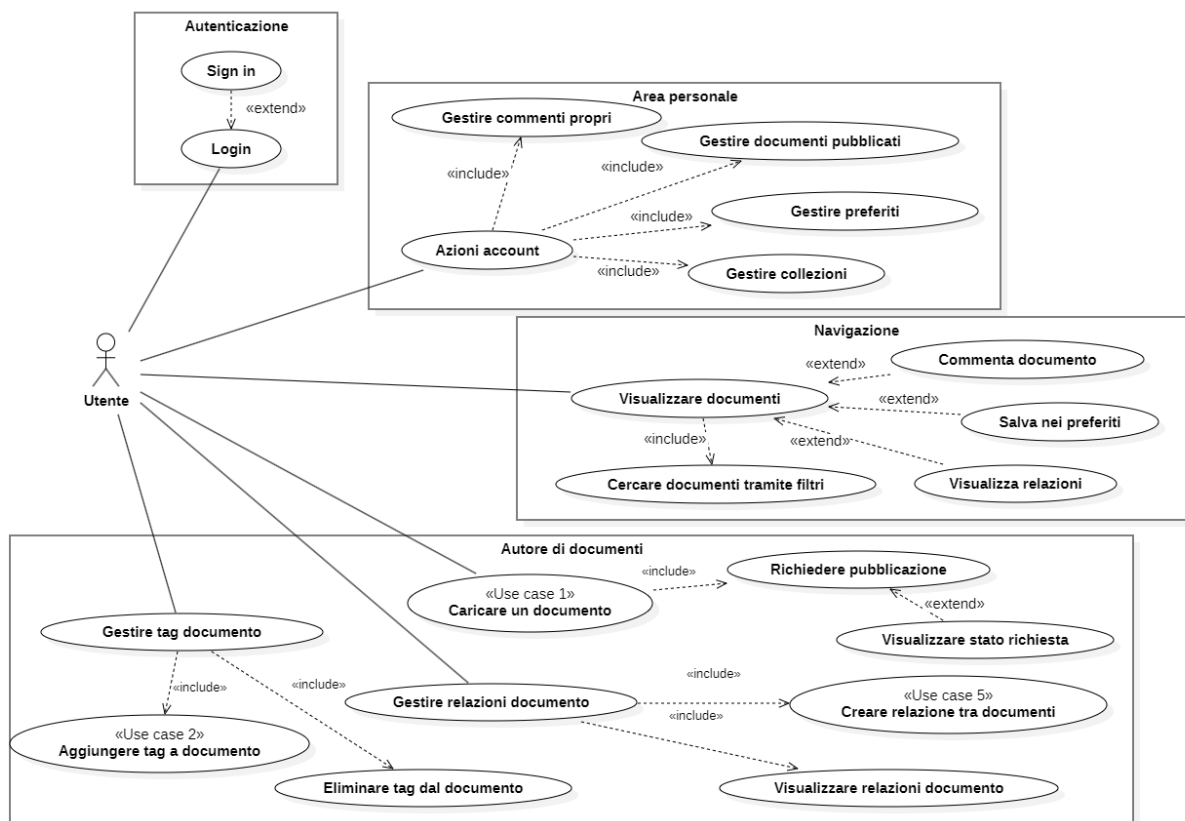 Autenticazione
Sign in
«extend»
Login
Area personale
Gestire commenti propri
Gestire documenti pubblicati
«include»
«include»
Gestire preferiti
«include»
Azioni account
«include»
Gestire collezioni
Utente
Navigazione
Commenta documento
«extend»
Visualizzare documenti
«extend»
Salva nei preferiti
«include»
«extend»
Cercare documenti tramite filtri
Visualizza relazioni
Autore di documenti
Richiedere pubblicazione
«include»
«Use case 1»
Caricare un documento
«extend»
Visualizzare stato richiesta
Gestire tag documento
«include»
«include»
«include»
Gestire relazioni documento
«Use case 5»
Creare relazione tra documenti
«include»
«Use case 2»
Aggiungere tag a documento
Eliminare tag dal documento
Visualizzare relazioni documento